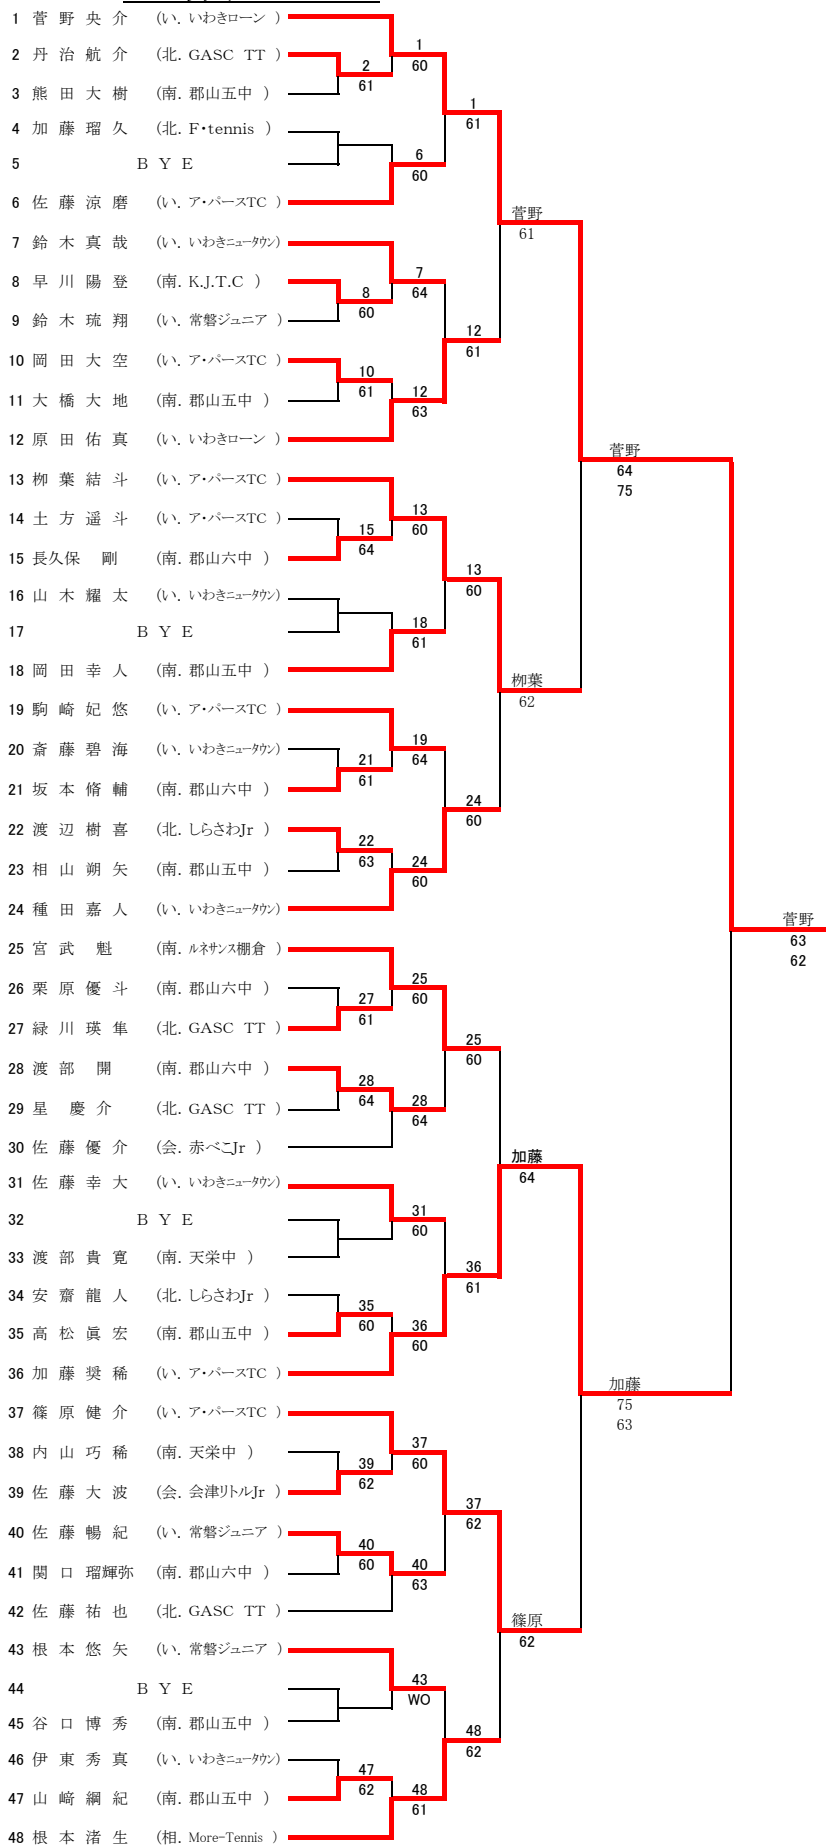 1 菅野央介 (い. いわきローン )
2 丹治航介 (北. GASC TT )
3 熊田大樹 (南. 郡山五中 )
4 加藤瑠久 (北. F・tennis )
5 BYE
6 佐藤涼磨 (い. ア・パースTC )
7 鈴木真哉 (い. いわきニュータウン)
8 早川陽登 (南. K.J.T.C )
9 鈴木琉翔 (い. 常磐ジュニア )
10 岡田大空 (い. ア・パースTC )
11 大橋大地 (南. 郡山五中 )
12 原田佑真 (い. いわきローン )
13 栁葉結斗 (い. ア・パースTC )
14 土方遥斗 (い. ア・パースTC )
15 長久保 剛 (南. 郡山六中 )
16 山木耀太 (い. いわきニュータウン)
17 BYE
18 岡田幸人 (南. 郡山五中 )
19 駒崎妃悠 (い. ア・パースTC )
20 斎藤碧海 (い. いわきニュータウン)
21 坂本脩輔 (南. 郡山六中 )
22 渡辺樹喜 (北. しらさわJr )
23 相山朔矢 (南. 郡山五中 )
24 種田嘉人 (い. いわきニュータウン)
25 宮武 魁 (南. ルネサンス棚倉 )
26 栗原優斗 (南. 郡山六中 )
27 緑川瑛隼 (北. GASC TT )
28 渡部 開 (南. 郡山六中 )
29 星 慶介 (北. GASC TT )
30 佐藤優介 (会. 赤べこJr )
31 佐藤幸大 (い. いわきニュータウン)
32 BYE
33 渡部貴寛 (南. 天栄中 )
34 安齋龍人 (北. しらさわJr )
35 高松眞宏 (南. 郡山五中 )
36 加藤奨稀 (い. ア・パースTC )
37 篠原健介 (い. ア・パースTC )
38 内山巧稀 (南. 天栄中 )
39 佐藤大波 (会. 会津リトルJr )
40 佐藤暢紀 (い. 常磐ジュニア )
41 関口瑠輝弥 (南. 郡山六中 )
42 佐藤祐也 (北. GASC TT )
43 根本悠矢 (い. 常磐ジュニア )
44 BYE
45 谷口博秀 (南. 郡山五中 )
46 伊東秀真 (い. いわきニュータウン)
47 山﨑綱紀 (南. 郡山五中 )
48 根本渚生 (相. More-Tennis )
2
61
8
60
10
61
15
64
21
61
22
63
27
61
28
64
35
60
39
62
40
60
47
62
1
60
6
60
7
64
12
63
13
60
18
61
19
64
24
60
25
60
28
64
31
60
36
60
37
60
40
63
43
WO
48
61
1
61
12
61
13
60
24
60
25
60
36
61
37
62
48
62
菅野
61
栁葉
62
加藤
64
篠原
62
菅野
64
75
加藤
75
63
菅野
63
62